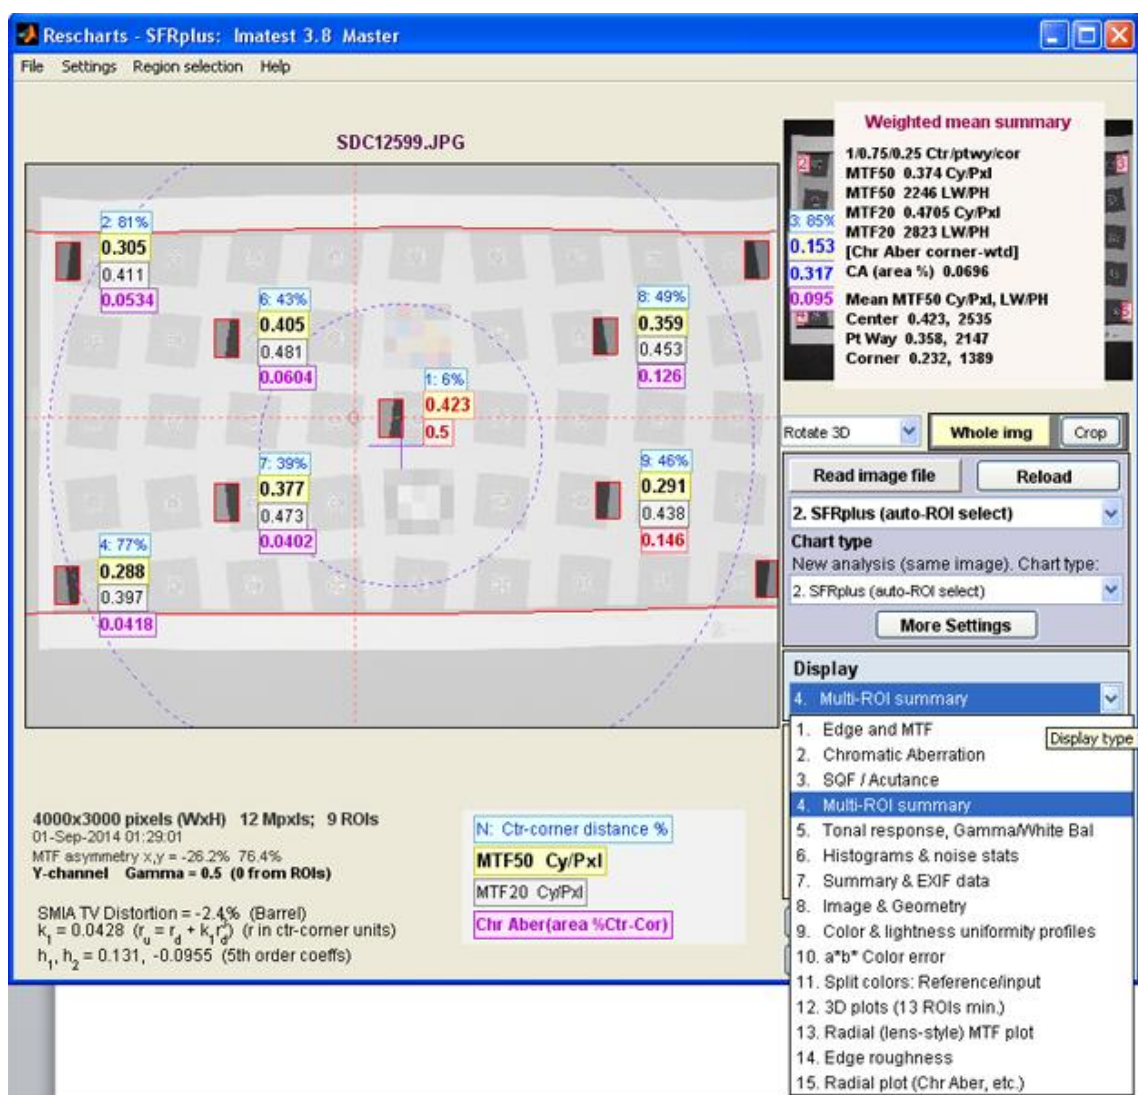 Rescharts - SFRplus: Imatest 3.8 Master
File Settings Region selection Help
SDC12599.JPG
2: 81%
0.305
0.411
0.0534
6: 43%
0.405
0.481
0.0604
8: 49%
0.359
0.453
0.126
1: 6%
0.423
0.5
7: 39%
0.377
0.473
0.0402
9: 46%
0.291
0.438
0.146
4: 77%
0.288
0.397
0.0418
2
3
3: 85%
0.153
0.317
0.095
5
Weighted mean summary
1/0.75/0.25 Ctr/ptwy/cor
MTF50 0.374 Cy/Pxl
MTF50 2246 LW/PH
MTF20 0.4705 Cy/Pxl
MTF20 2823 LW/PH
[Chr Aber corner-wtd]
CA (area %) 0.0696
Mean MTF50 Cy/Pxl, LW/PH
Center 0.423, 2535
Pt Way 0.358, 2147
Corner 0.232, 1389
Rotate 3D Whole img Crop
Read image file Reload
2. SFRplus (auto-ROI select)
Chart type
New analysis (same image). Chart type:
2. SFRplus (auto-ROI select)
More Settings
Display
4. Multi-ROI summary
1. Edge and MTF
Display type
2. Chromatic Aberration
3. SQF / Acutance
4. Multi-ROI summary
5. Tonal response, Gamma/White Bal
6. Histograms & noise stats
7. Summary & EXIF data
8. Image & Geometry
9. Color & lightness uniformity profiles
10. a*b* Color error
11. Split colors: Reference/input
12. 3D plots (13 ROIs min.)
13. Radial (lens-style) MTF plot
14. Edge roughness
15. Radial plot (Chr Aber, etc.)
4000x3000 pixels (WxH) 12 Mpxls; 9 ROIs
01-Sep-2014 01:29:01
MTF asymmetry x,y = -26.2% 76.4%
Y-channel Gamma = 0.5 (0 from ROIs)
SMIA TV Distortion = -2.4% (Barrel)
k1 = 0.0428 (ru = rd + k1rd3) (r in ctr-corner units)
h1, h2 = 0.131, -0.0955 (5th order coeffs)
N: Ctr-corner distance %
MTF50 Cy/Pxl
MTF20 Cy/Pxl
Chr Aber(area %Ctr-Cor)